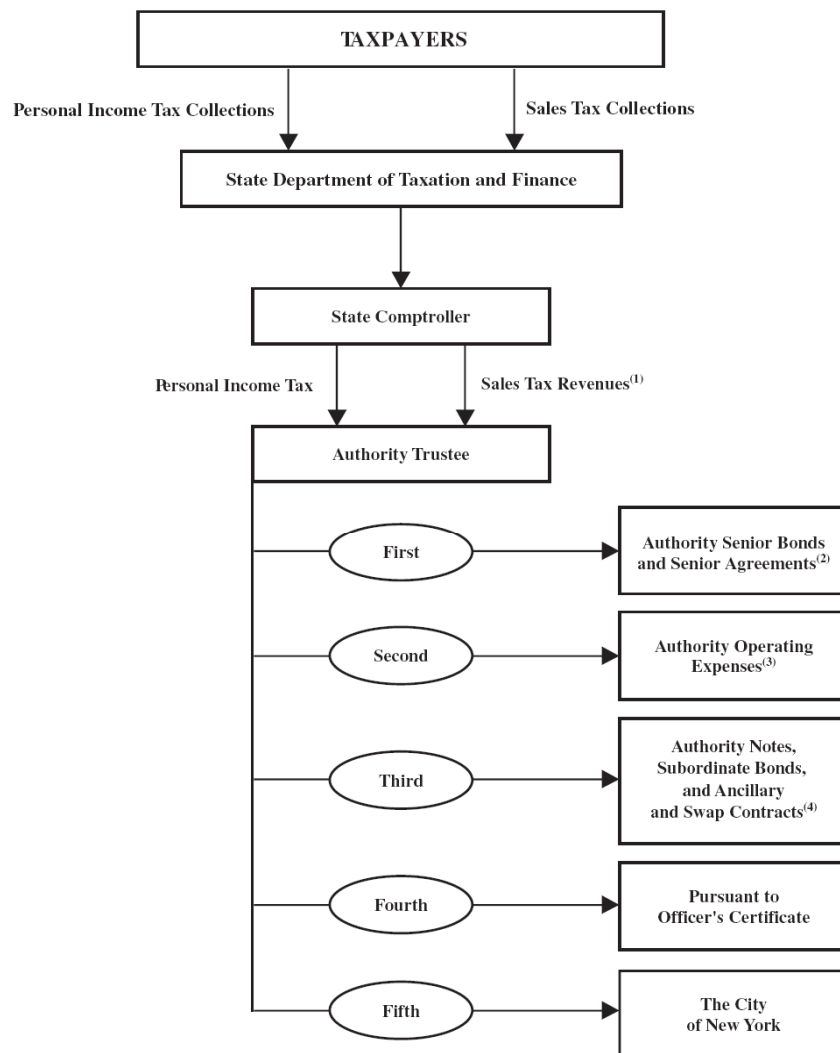 TAXPAYERS
Personal Income Tax Collections
Sales Tax Collections
State Department of Taxation and Finance
State Comptroller
Personal Income Tax
Sales Tax Revenues(1)
Authority Trustee
First
Authority Senior Bonds
and Senior Agreements(2)
Second
Authority Operating
Expenses(3)
Third
Authority Notes,
Subordinate Bonds,
and Ancillary
and Swap Contracts(4)
Fourth
Pursuant to
Officer's Certificate
Fifth
The City
of New York